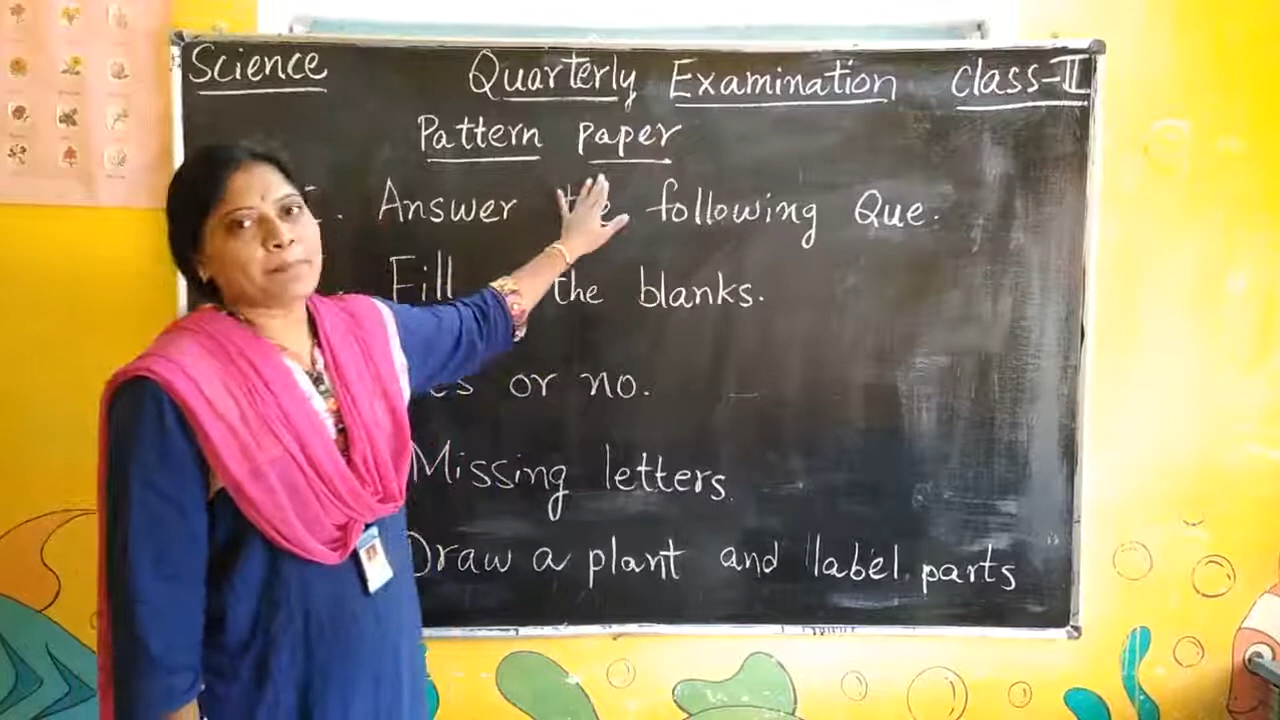 Science Quarterly Examination Class-II
Pattern paper
I. Answer the following Que.
Fill the blanks.
or no.
Missing letters.
Draw a plant and label parts